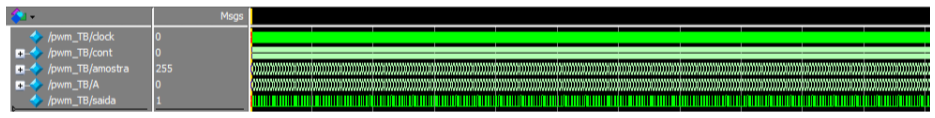 Msgs
/pwm_TB/clock 0
/pwm_TB/cont 0
/pwm_TB/amostra 255
/pwm_TB/A 0
/pwm_TB/saida 1